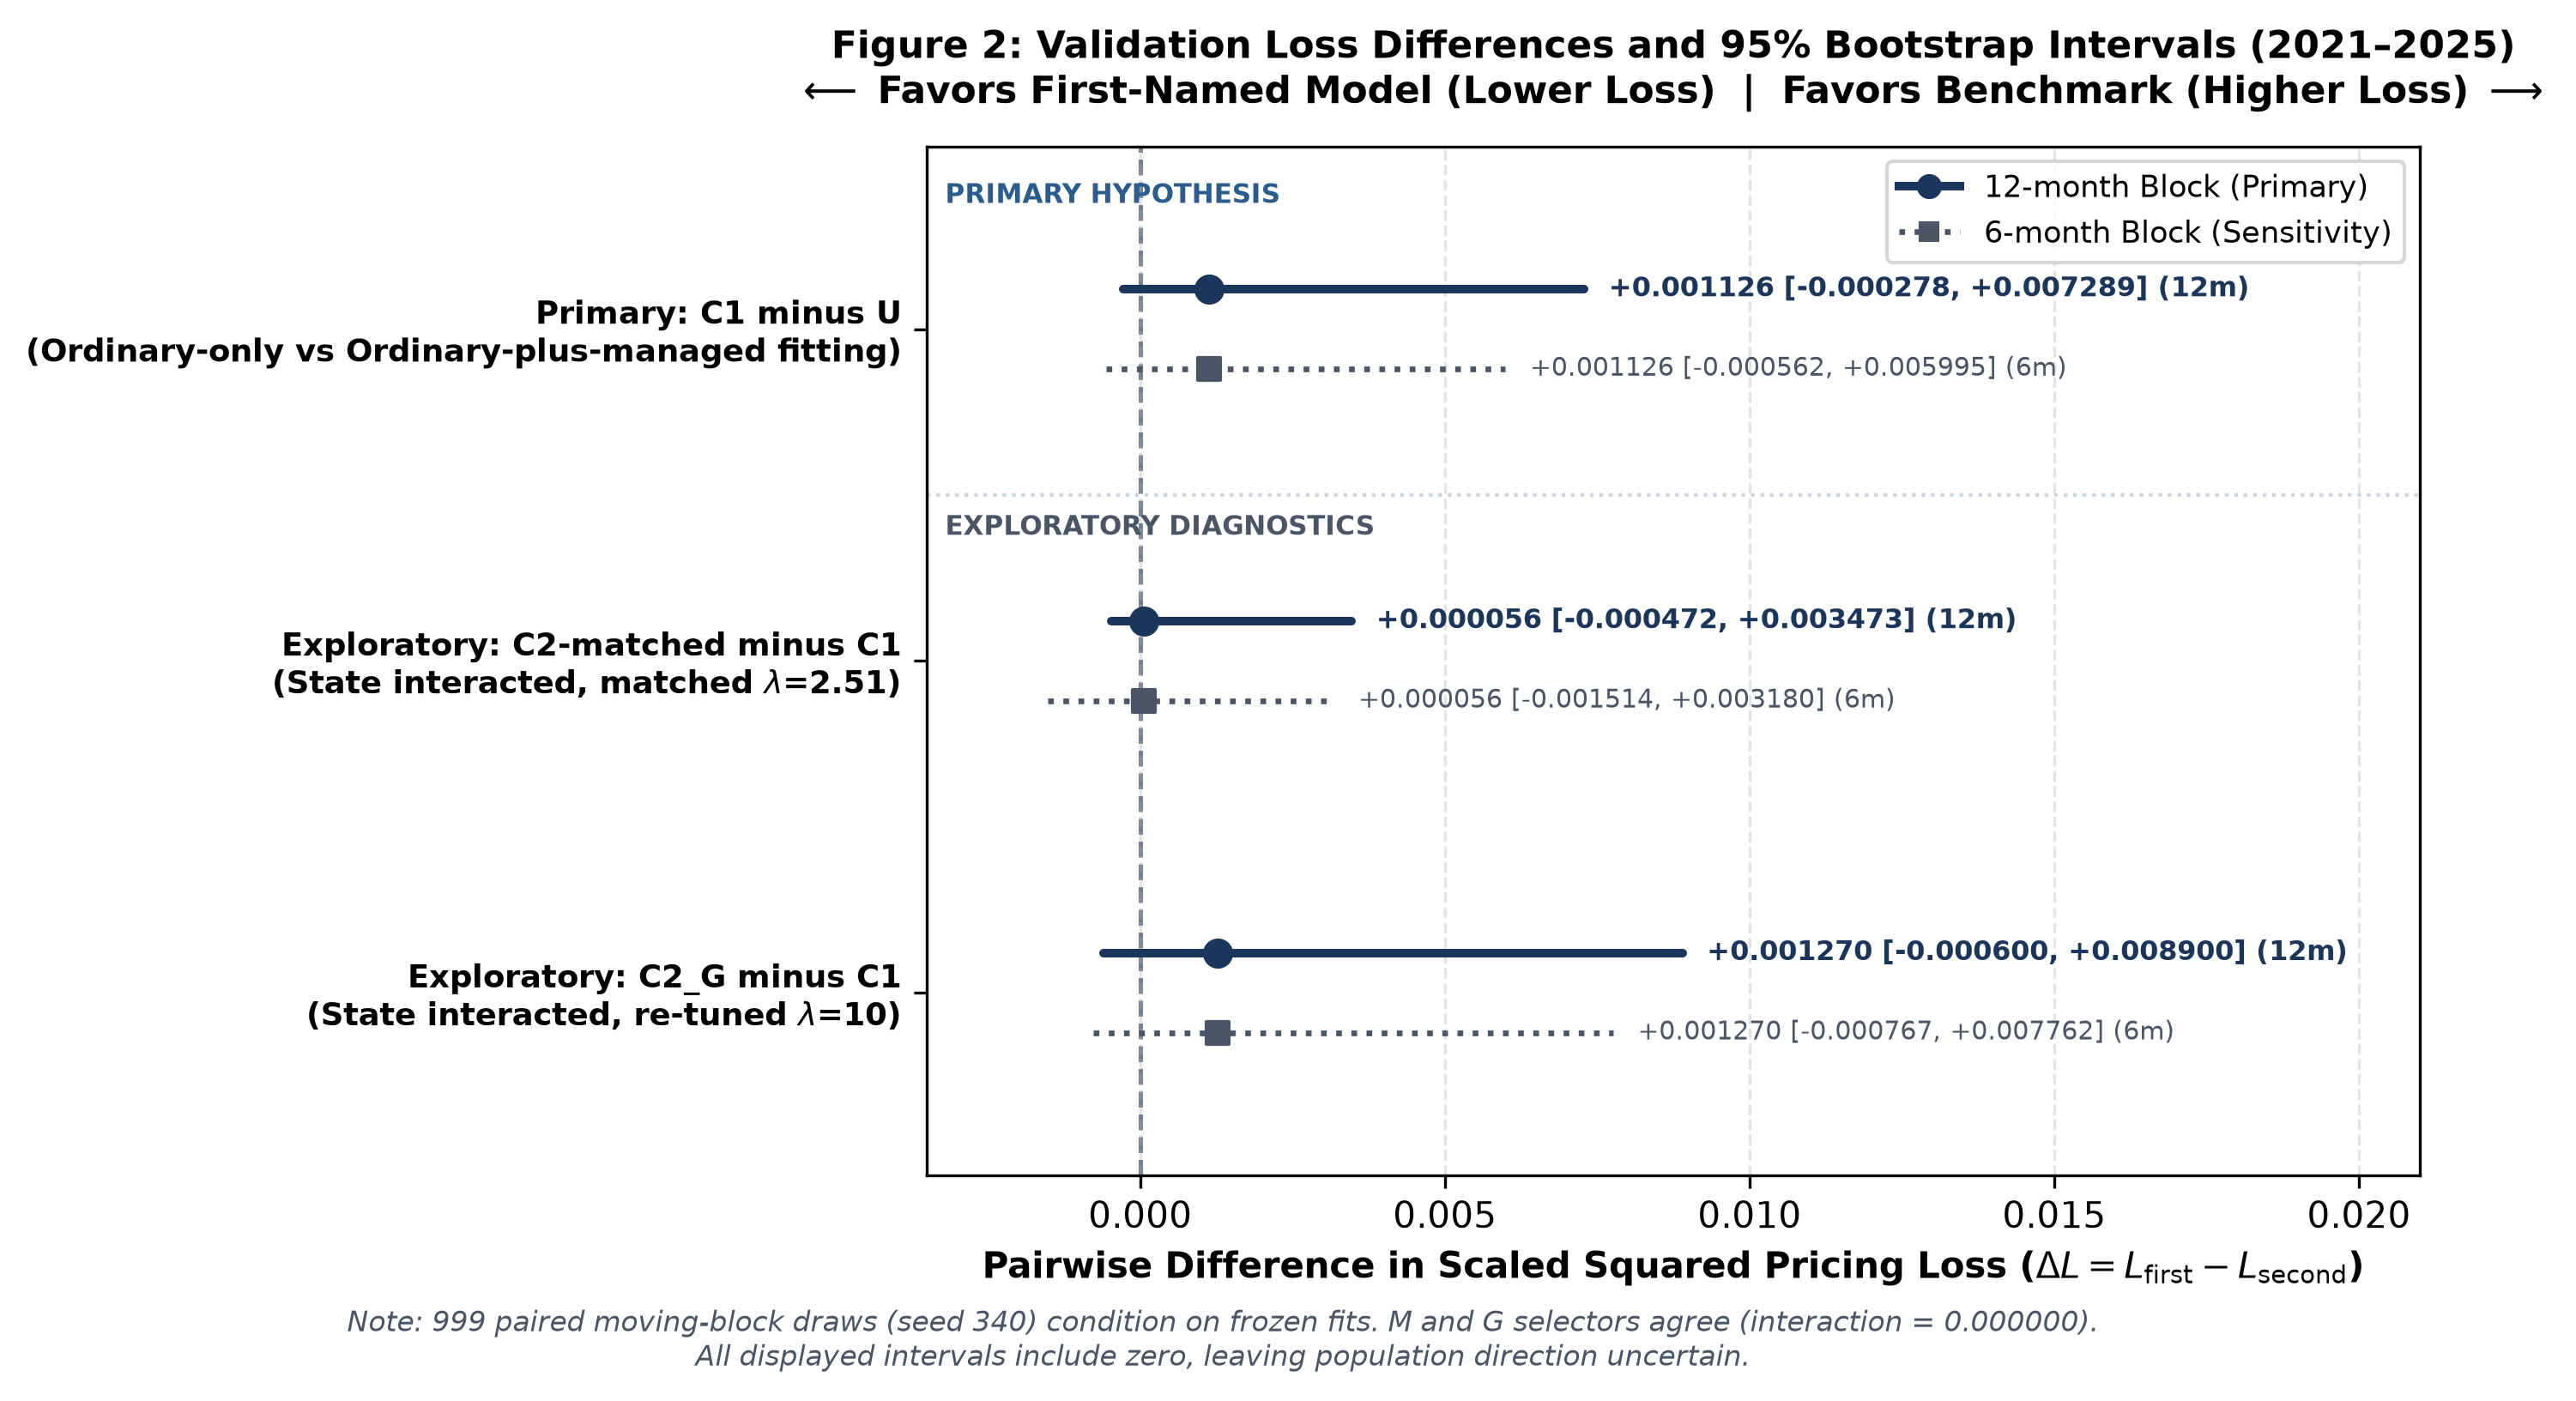 Figure 2: Validation Loss Differences and 95% Bootstrap Intervals (2021–2025)
⟵ Favors First-Named Model (Lower Loss) | Favors Benchmark (Higher Loss) ⟶
PRIMARY HYPOTHESIS
12-month Block (Primary)
6-month Block (Sensitivity)
Primary: C1 minus U
(Ordinary-only vs Ordinary-plus-managed fitting)
+0.001126 [-0.000278, +0.007289] (12m)
+0.001126 [-0.000562, +0.005995] (6m)
EXPLORATORY DIAGNOSTICS
Exploratory: C2-matched minus C1
(State interacted, matched λ=2.51)
+0.000056 [-0.000472, +0.003473] (12m)
+0.000056 [-0.001514, +0.003180] (6m)
Exploratory: C2_G minus C1
(State interacted, re-tuned λ=10)
+0.001270 [-0.000600, +0.008900] (12m)
+0.001270 [-0.000767, +0.007762] (6m)
0.000 0.005 0.010 0.015 0.020
Pairwise Difference in Scaled Squared Pricing Loss (ΔL = L_first − L_second)
Note: 999 paired moving-block draws (seed 340) condition on frozen fits. M and G selectors agree (interaction = 0.000000).
All displayed intervals include zero, leaving population direction uncertain.